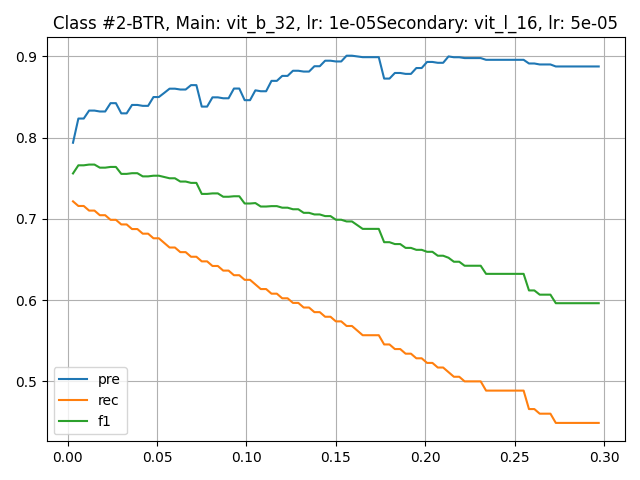 Class #2-BTR, Main: vit_b_32, lr: 1e-05Secondary: vit_l_16, lr: 5e-05
0.9
0.8
0.7
0.6
0.5
pre
rec
f1
0.00 0.05 0.10 0.15 0.20 0.25 0.30